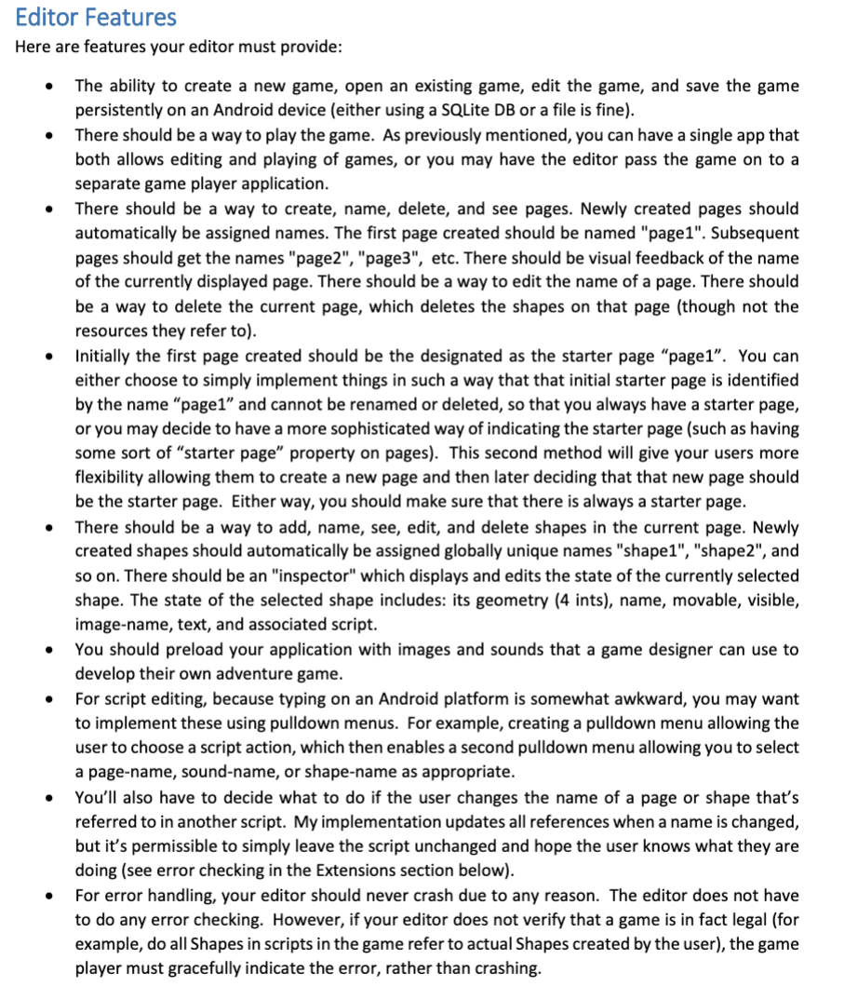 Editor Features
Here are features your editor must provide:
• The ability to create a new game, open an existing game, edit the game, and save the game
persistently on an Android device (either using a SQLite DB or a file is fine).
• There should be a way to play the game.  As previously mentioned, you can have a single app that
both allows editing and playing of games, or you may have the editor pass the game on to a
separate game player application.
• There should be a way to create, name, delete, and see pages. Newly created pages should
automatically be assigned names. The first page created should be named "page1". Subsequent
pages should get the names "page2", "page3",  etc. There should be visual feedback of the name
of the currently displayed page. There should be a way to edit the name of a page. There should
be a way to delete the current page, which deletes the shapes on that page (though not the
resources they refer to).
• Initially the first page created should be the designated as the starter page “page1”.  You can
either choose to simply implement things in such a way that that initial starter page is identified
by the name “page1” and cannot be renamed or deleted, so that you always have a starter page,
or you may decide to have a more sophisticated way of indicating the starter page (such as having
some sort of “starter page” property on pages).  This second method will give your users more
flexibility allowing them to create a new page and then later deciding that that new page should
be the starter page.  Either way, you should make sure that there is always a starter page.
• There should be a way to add, name, see, edit, and delete shapes in the current page. Newly
created shapes should automatically be assigned globally unique names "shape1", "shape2", and
so on. There should be an "inspector" which displays and edits the state of the currently selected
shape. The state of the selected shape includes: its geometry (4 ints), name, movable, visible,
image-name, text, and associated script.
• You should preload your application with images and sounds that a game designer can use to
develop their own adventure game.
• For script editing, because typing on an Android platform is somewhat awkward, you may want
to implement these using pulldown menus.  For example, creating a pulldown menu allowing the
user to choose a script action, which then enables a second pulldown menu allowing you to select
a page-name, sound-name, or shape-name as appropriate.
• You’ll also have to decide what to do if the user changes the name of a page or shape that’s
referred to in another script.  My implementation updates all references when a name is changed,
but it’s permissible to simply leave the script unchanged and hope the user knows what they are
doing (see error checking in the Extensions section below).
• For error handling, your editor should never crash due to any reason.  The editor does not have
to do any error checking.  However, if your editor does not verify that a game is in fact legal (for
example, do all Shapes in scripts in the game refer to actual Shapes created by the user), the game
player must gracefully indicate the error, rather than crashing.